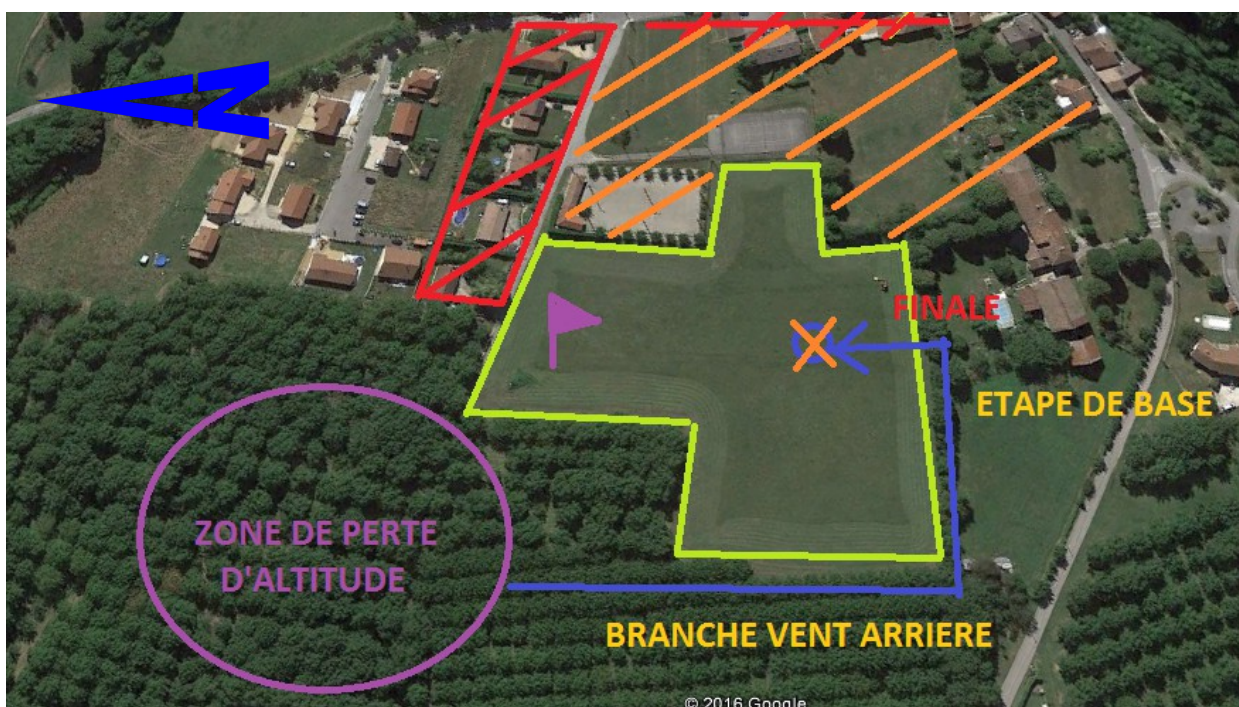 N
FINALE
ETAPE DE BASE
ZONE DE PERTE
D'ALTITUDE
BRANCHE VENT ARRIERE
© 2016 Google